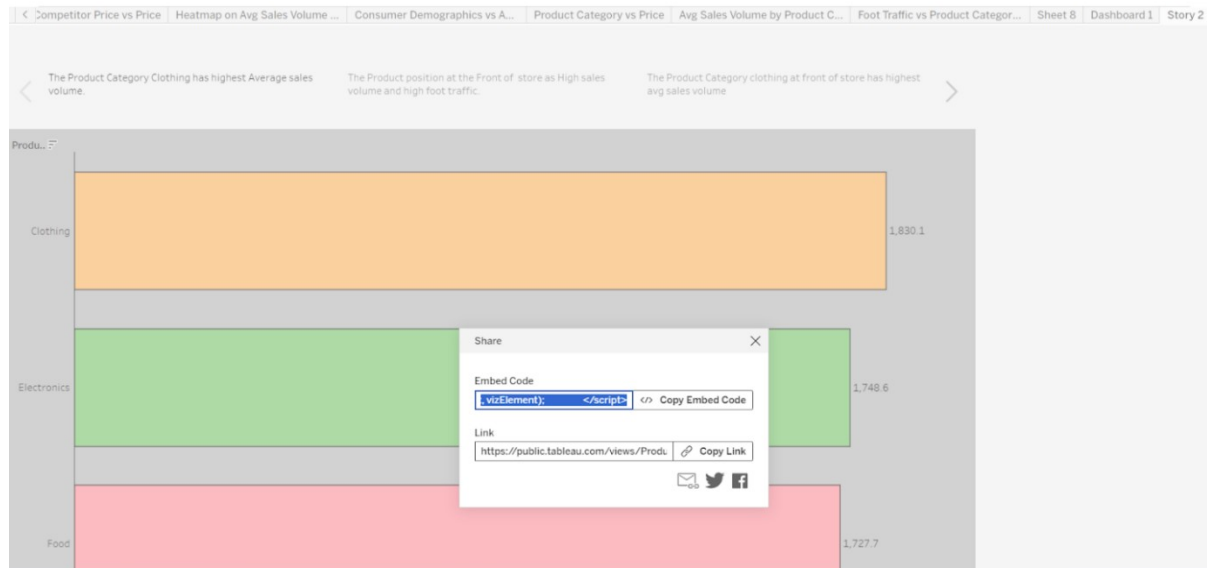 < Competitor Price vs Price Heatmap on Avg Sales Volume ... Consumer Demographics vs A... Product Category vs Price Avg Sales Volume by Product C... Foot Traffic vs Product Categor... Sheet 8 Dashboard 1 Story 2
The Product Category Clothing has highest Average sales
volume.
The Product position at the Front of store as High sales
volume and high foot traffic.
The Product Category clothing at front of store has highest
avg sales volume
Produ..
Clothing
1,830.1
Electronics
1,748.6
Food
1,727.7
Share
Embed Code
, vizElement); </script> </> Copy Embed Code
Link
https://public.tableau.com/views/Produ Copy Link